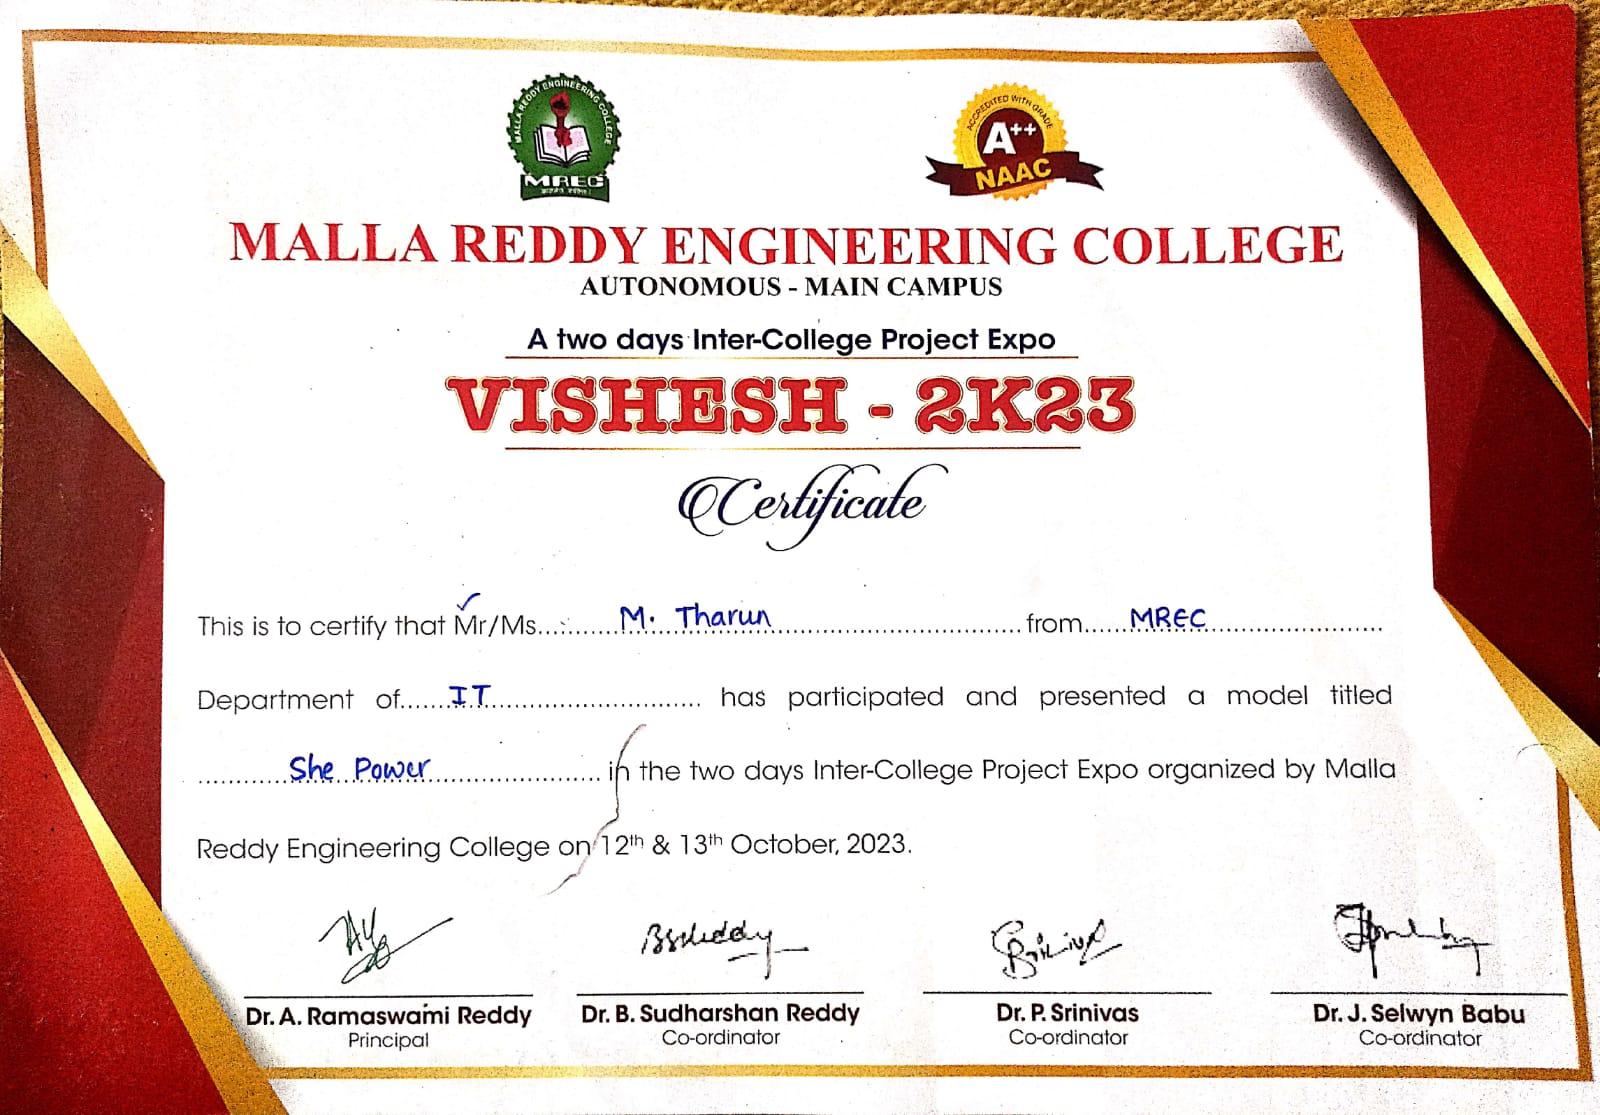 MALLA REDDY ENGINEERING COLLEGE
MREC
ACCREDITED WITH GRADE
A++
NAAC
MALLA REDDY ENGINEERING COLLEGE
AUTONOMOUS - MAIN CAMPUS
A two days Inter-College Project Expo
VISHESH - 2K23
Certificate
This is to certify that Mr/Ms.......M. Tharun.......from......MREC.......
Department of.......IT....... has participated and presented a model titled
.......She Power....... in the two days Inter-College Project Expo organized by Malla
Reddy Engineering College on 12th & 13th October, 2023.
BSReddy
Dr. A. Ramaswami Reddy Dr. B. Sudharshan Reddy Dr. P. Srinivas Dr. J. Selwyn Babu
Principal Co-ordinator Co-ordinator Co-ordinator